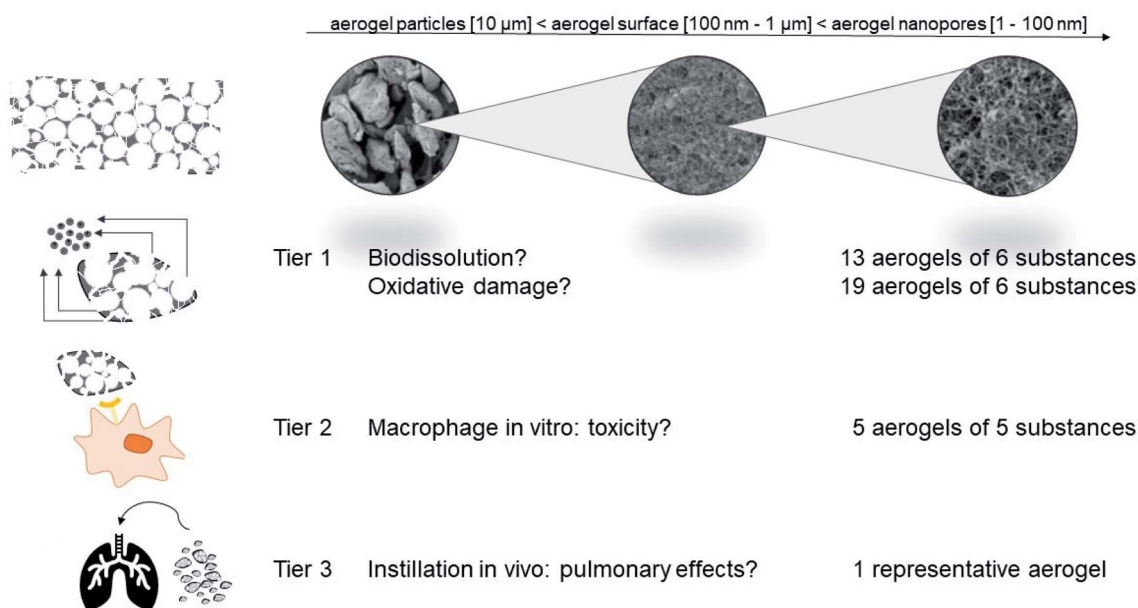 aerogel particles [10 µm] < aerogel surface [100 nm - 1 µm] < aerogel nanopores [1 - 100 nm]
Tier 1 Biodissolution? 13 aerogels of 6 substances
Oxidative damage? 19 aerogels of 6 substances
Tier 2 Macrophage in vitro: toxicity? 5 aerogels of 5 substances
Tier 3 Instillation in vivo: pulmonary effects? 1 representative aerogel